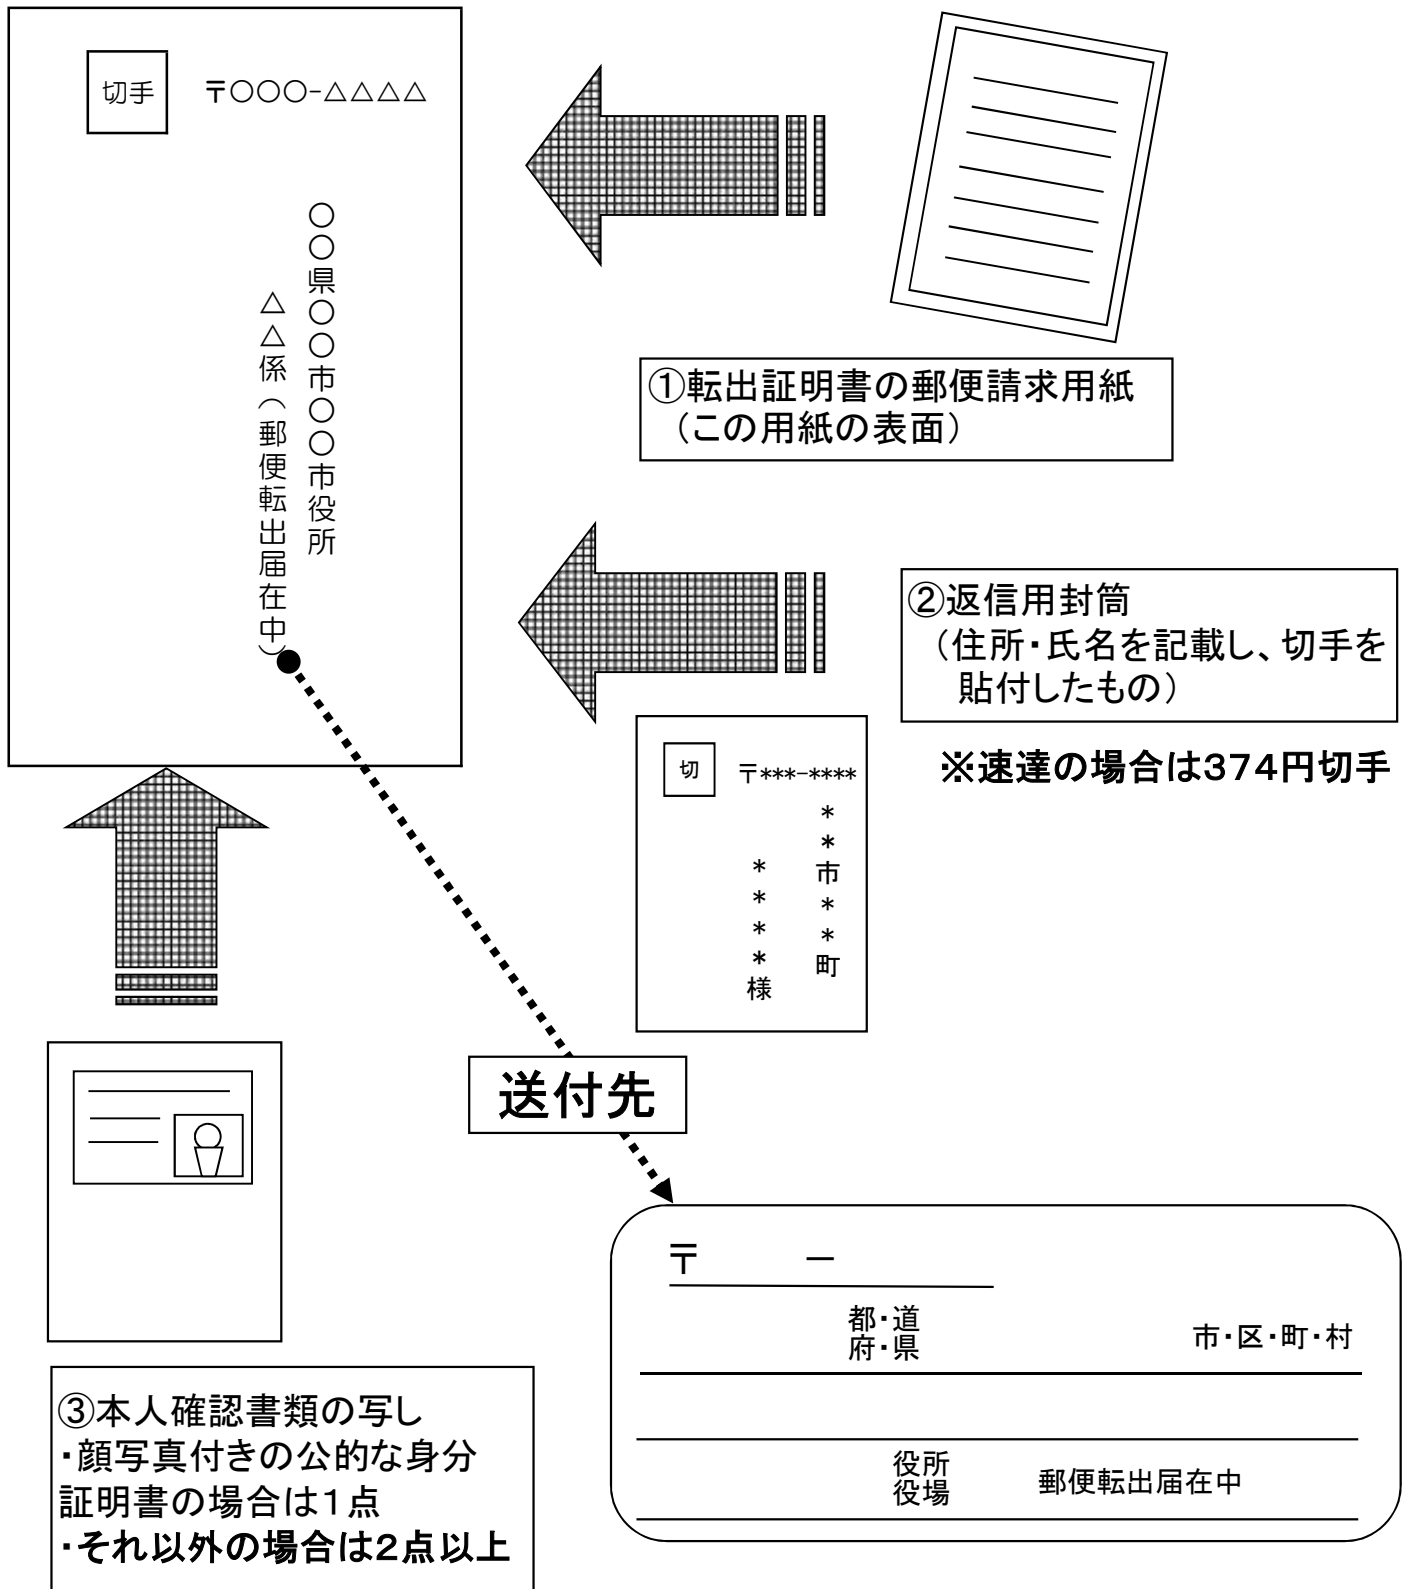 切手
〒〇〇〇-△△△△
〇〇県〇〇市〇〇市役所
△△係（郵便転出届在中）
①転出証明書の郵便請求用紙
（この用紙の表面）
②返信用封筒
（住所・氏名を記載し、切手を
貼付したもの）
※速達の場合は374円切手
切
〒***-****
**市**町
****様
送付先
〒　　－
都・道
府・県
市・区・町・村
役所
役場
郵便転出届在中
③本人確認書類の写し
・顔写真付きの公的な身分
証明書の場合は1点
・それ以外の場合は2点以上